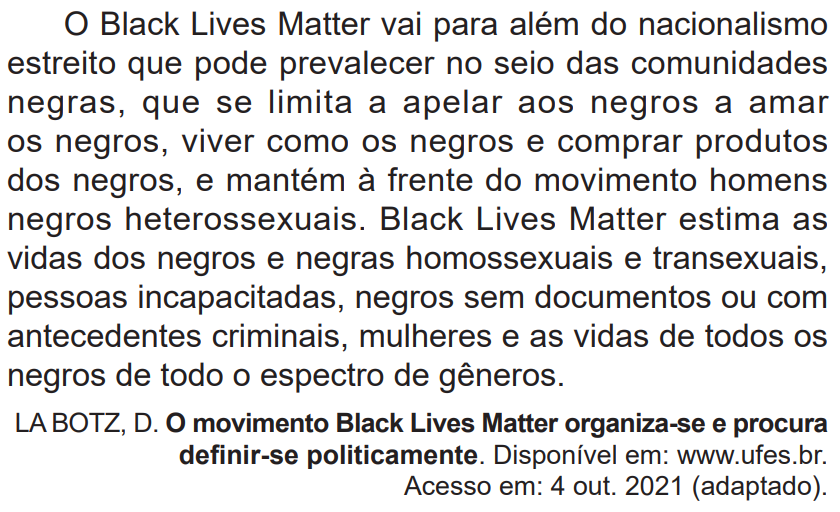 O Black Lives Matter vai para além do nacionalismo
estreito que pode prevalecer no seio das comunidades
negras, que se limita a apelar aos negros a amar
os negros, viver como os negros e comprar produtos
dos negros, e mantém à frente do movimento homens
negros heterossexuais. Black Lives Matter estima as
vidas dos negros e negras homossexuais e transexuais,
pessoas incapacitadas, negros sem documentos ou com
antecedentes criminais, mulheres e as vidas de todos os
negros de todo o espectro de gêneros.
LA BOTZ, D. O movimento Black Lives Matter organiza-se e procura
definir-se politicamente. Disponível em: www.ufes.br.
Acesso em: 4 out. 2021 (adaptado).